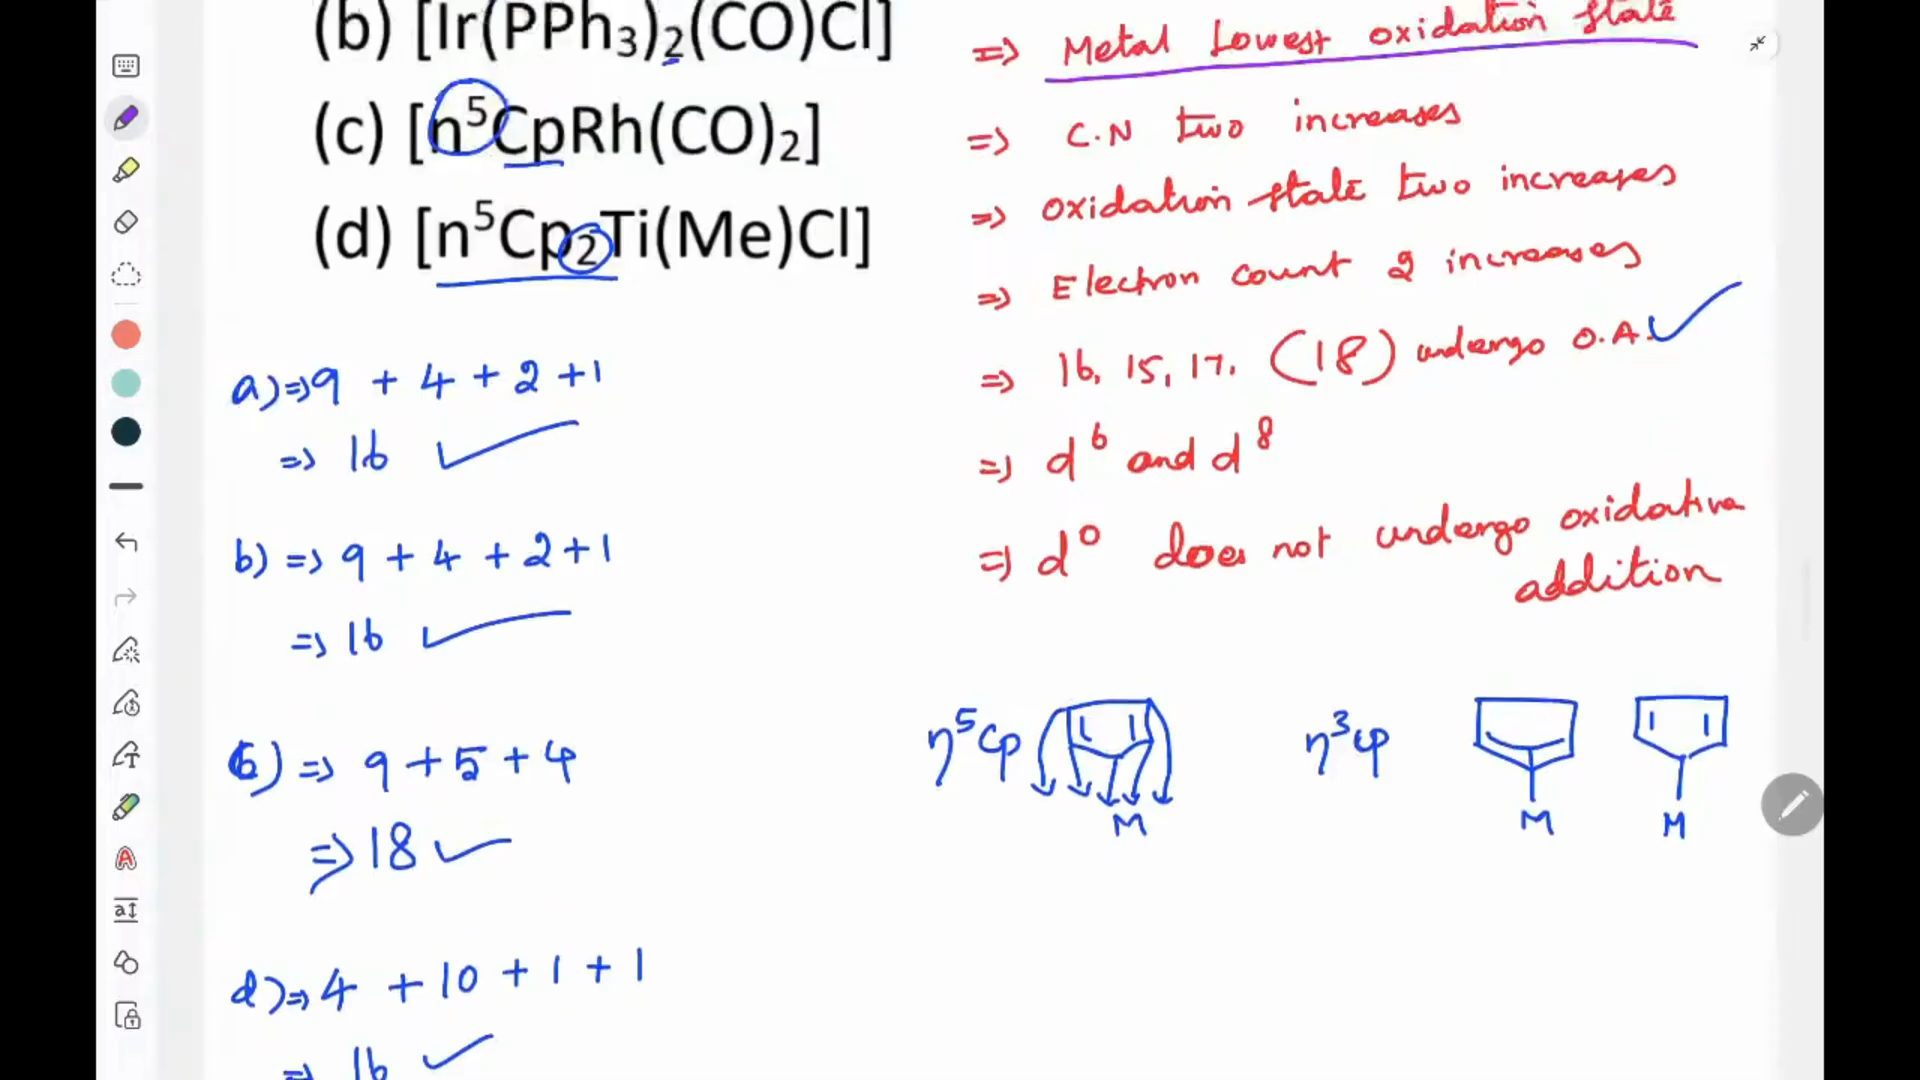 (b) [Ir(PPh₃)₂(CO)Cl]
(c) [n⁵CpRh(CO)₂]
(d) [n⁵Cp₂Ti(Me)Cl]
⇒ Metal Lowest oxidation state
⇒ C.N two increases
⇒ oxidation state two increases
⇒ Electron count 2 increases
⇒ 16, 15, 17, (18) undergo O.A.
⇒ d⁶ and d⁸
⇒ d⁰ does not undergo oxidative
addition
a) ⇒ 9 + 4 + 2 + 1
⇒ 16
b) ⇒ 9 + 4 + 2 + 1
⇒ 16
c) ⇒ 9 + 5 + 4
⇒ 18
d) ⇒ 4 + 10 + 1 + 1
⇒ 16
η⁵Cp
M
η³Cp
M
M
A
a